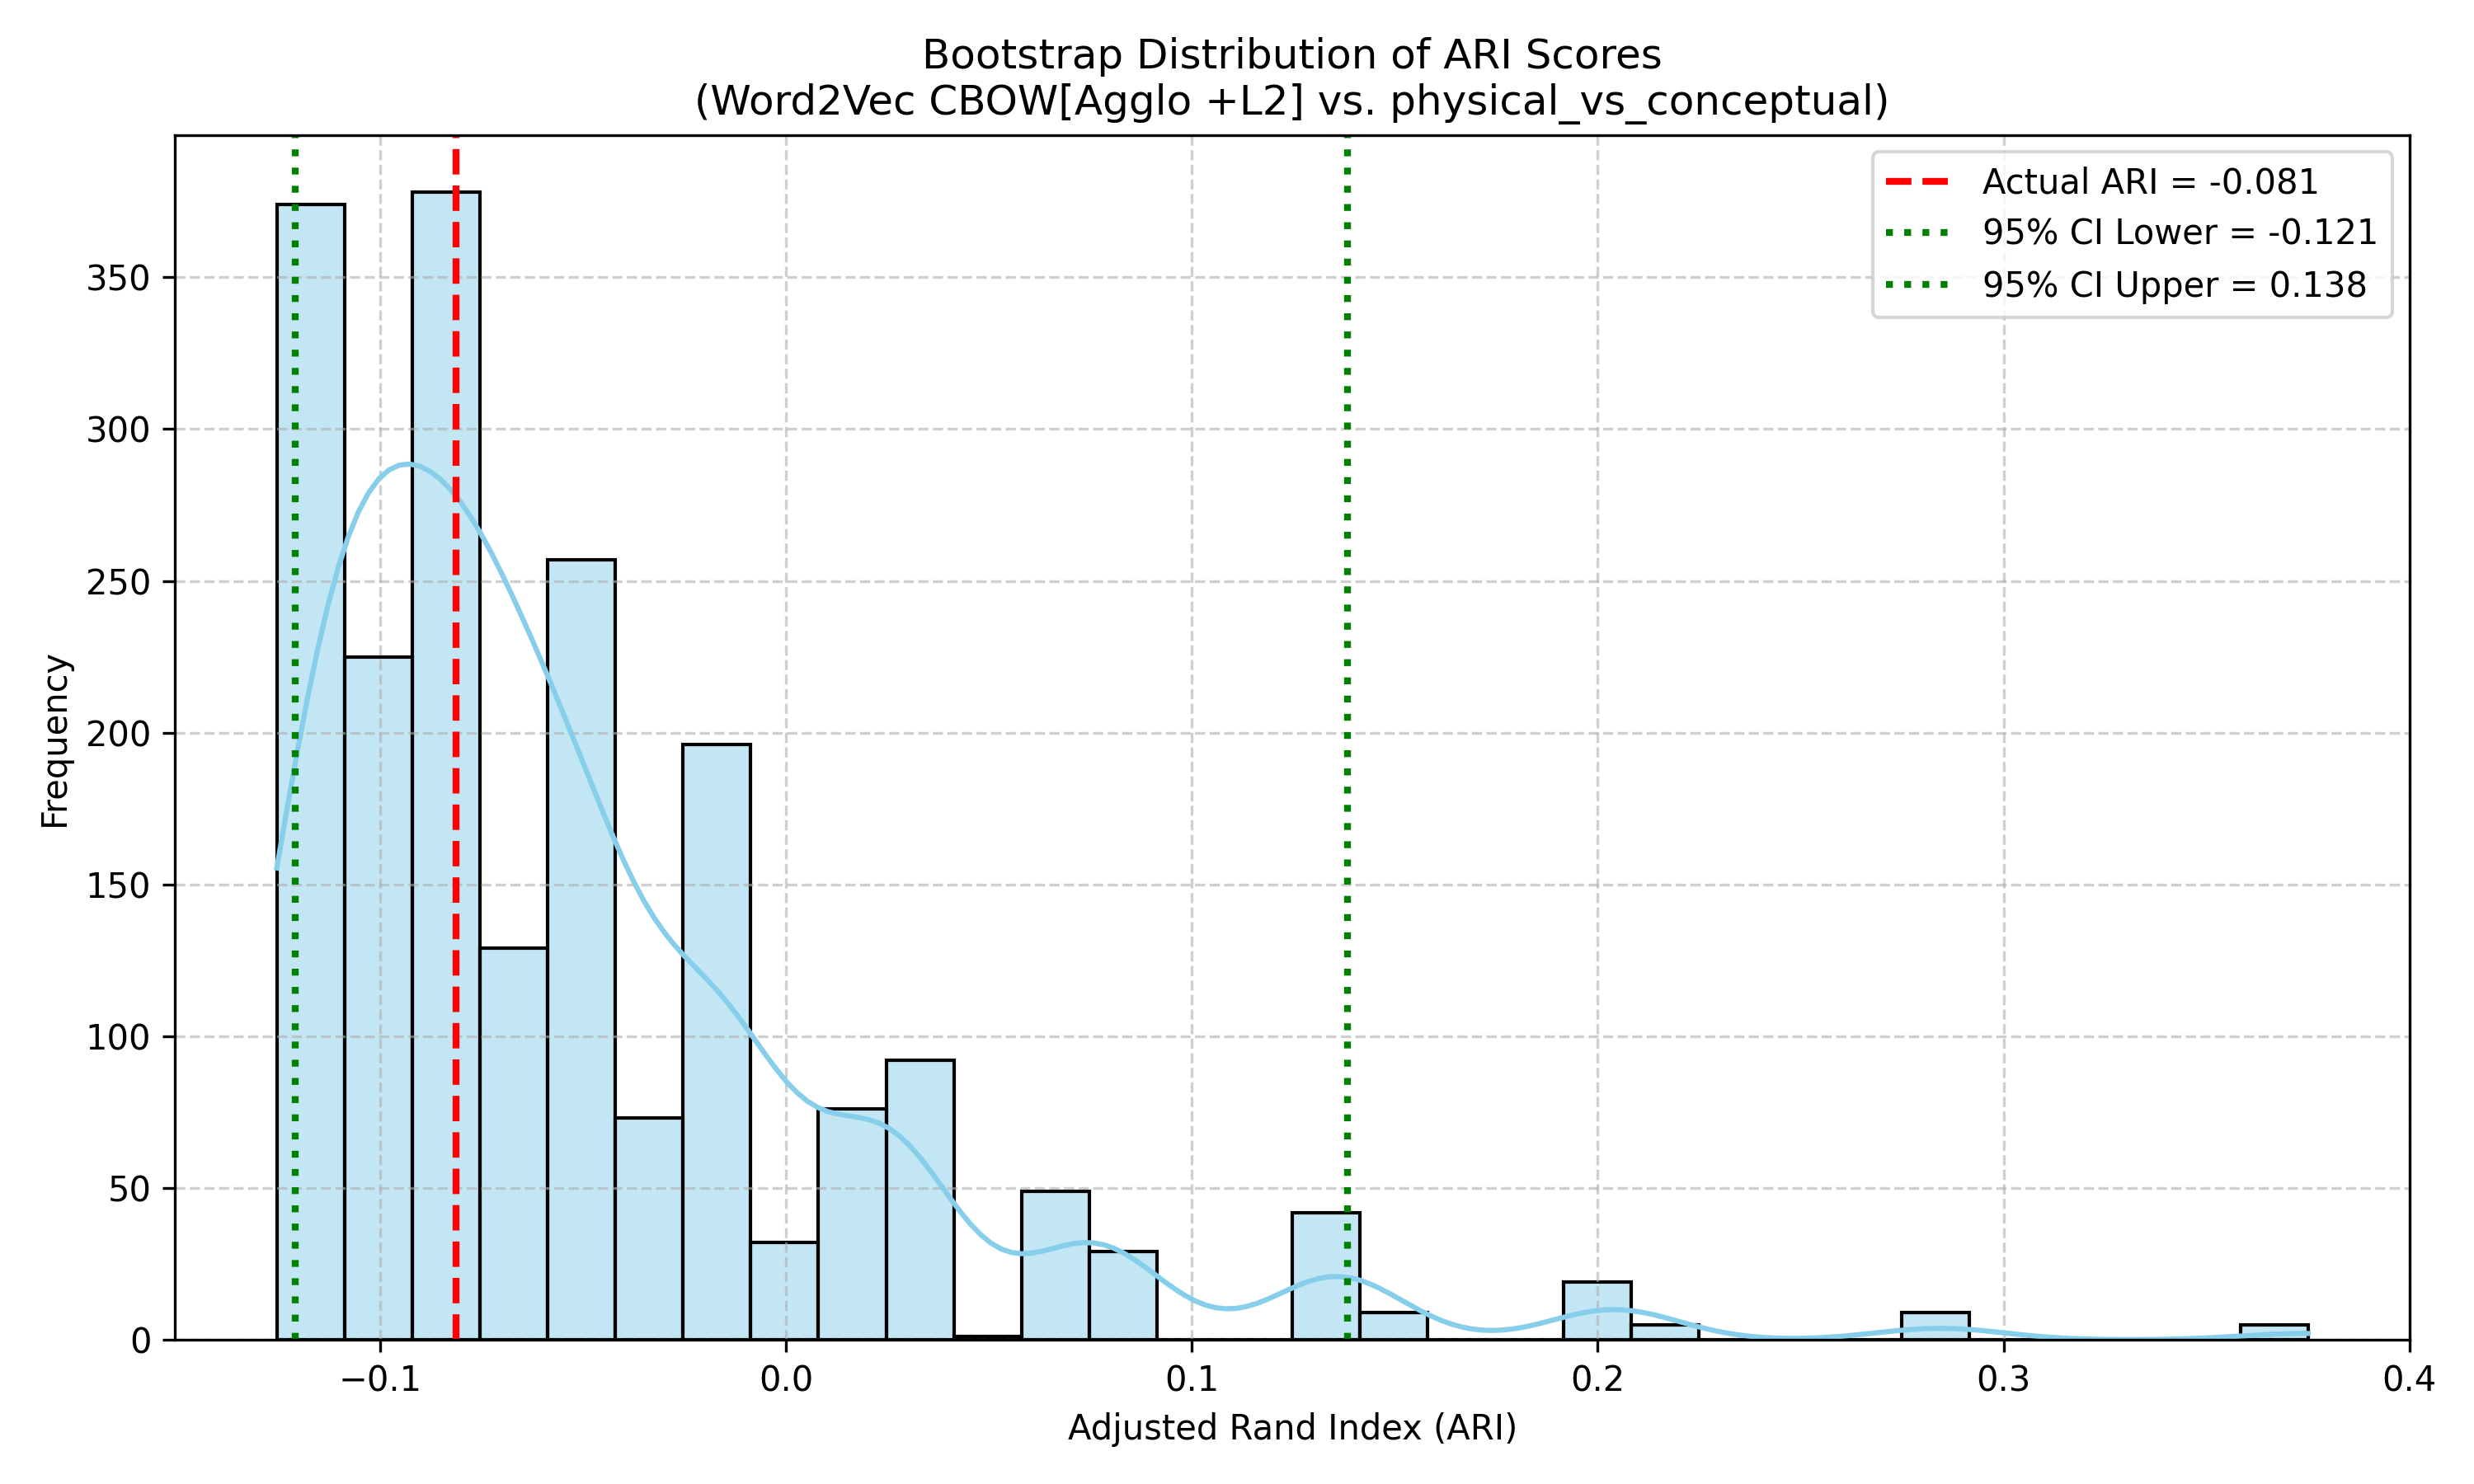 Bootstrap Distribution of ARI Scores
(Word2Vec CBOW[Agglo +L2] vs. physical_vs_conceptual)
Actual ARI = -0.081
95% CI Lower = -0.121
95% CI Upper = 0.138
Frequency
350
300
250
200
150
100
50
0
−0.1
0.0
0.1
0.2
0.3
0.4
Adjusted Rand Index (ARI)